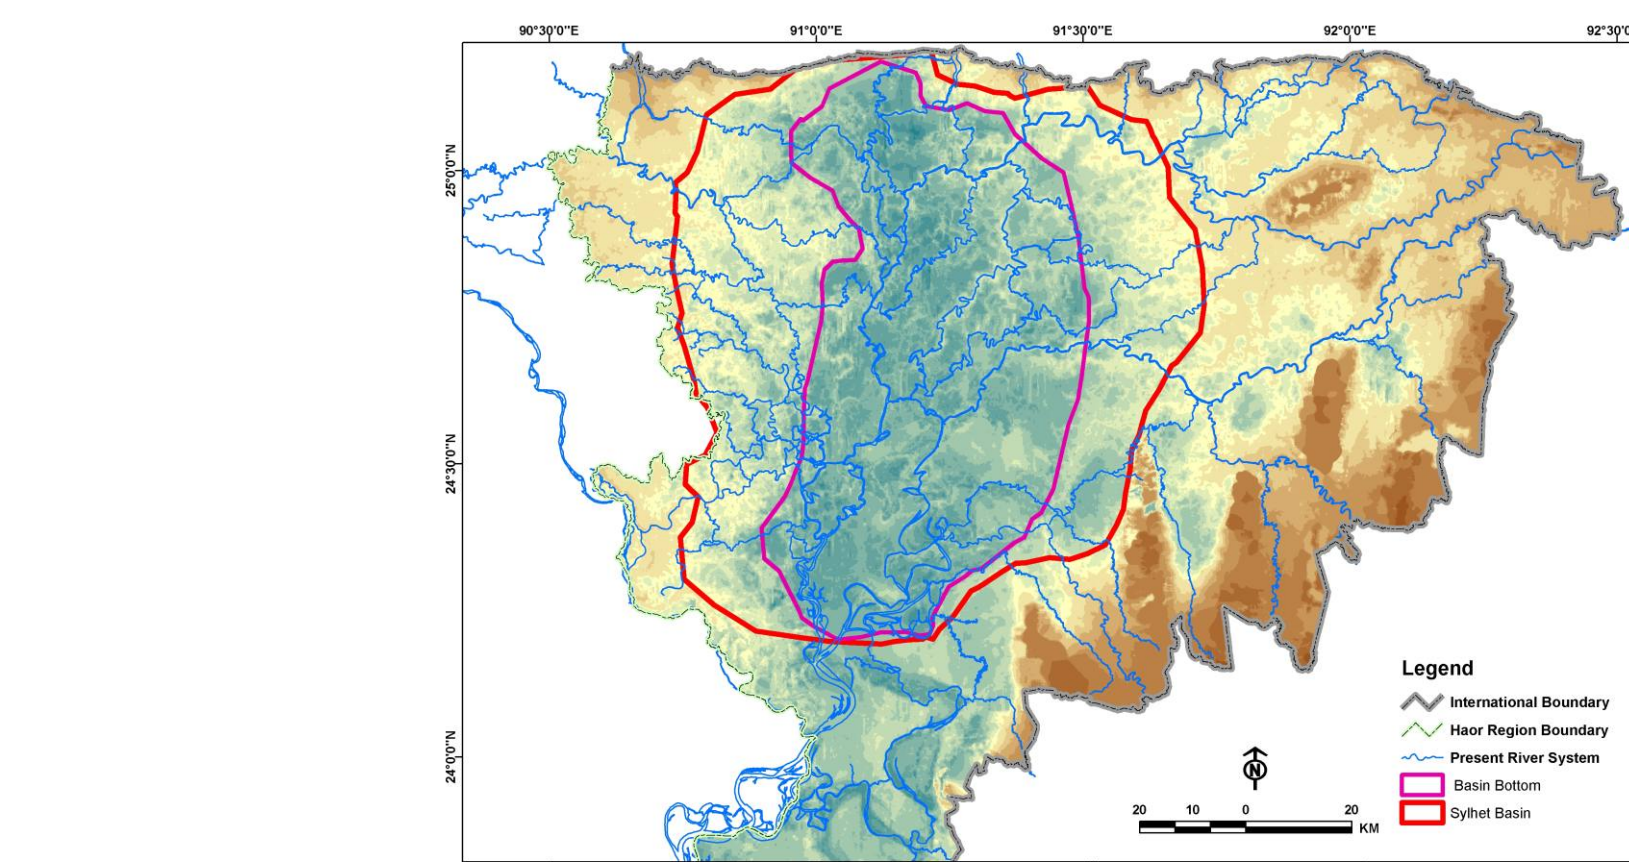 90°30'0"E 91°0'0"E 91°30'0"E 92°0'0"E 92°30'0
25°0'0"N
24°30'0"N
24°0'0"N
Legend
International Boundary
Haor Region Boundary
Present River System
Basin Bottom
Sylhet Basin
N
20 10 0 20
KM